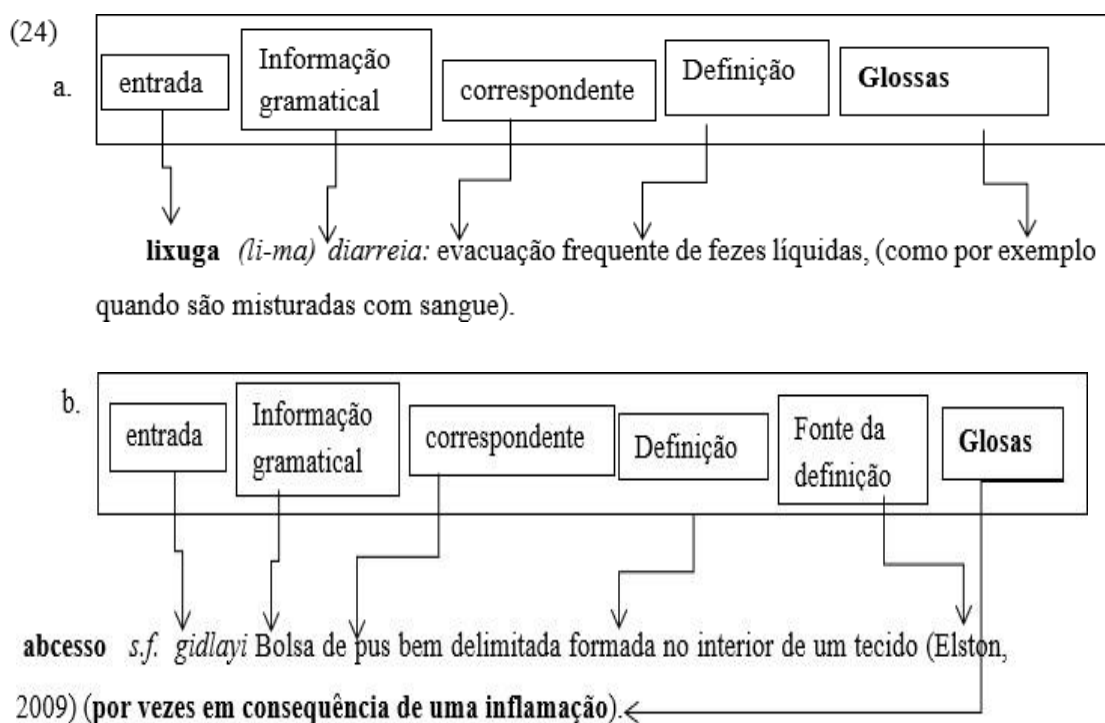 (24)
a.
entrada
Informação
gramatical
correspondente
Definição
Glossas
lixuga (li-ma) diarreia: evacuação frequente de fezes líquidas, (como por exemplo
quando são misturadas com sangue).
b.
entrada
Informação
gramatical
correspondente
Definição
Fonte da
definição
Glosas
abcesso s.f. gidlayi Bolsa de pus bem delimitada formada no interior de um tecido (Elston,
2009) (por vezes em consequência de uma inflamação).